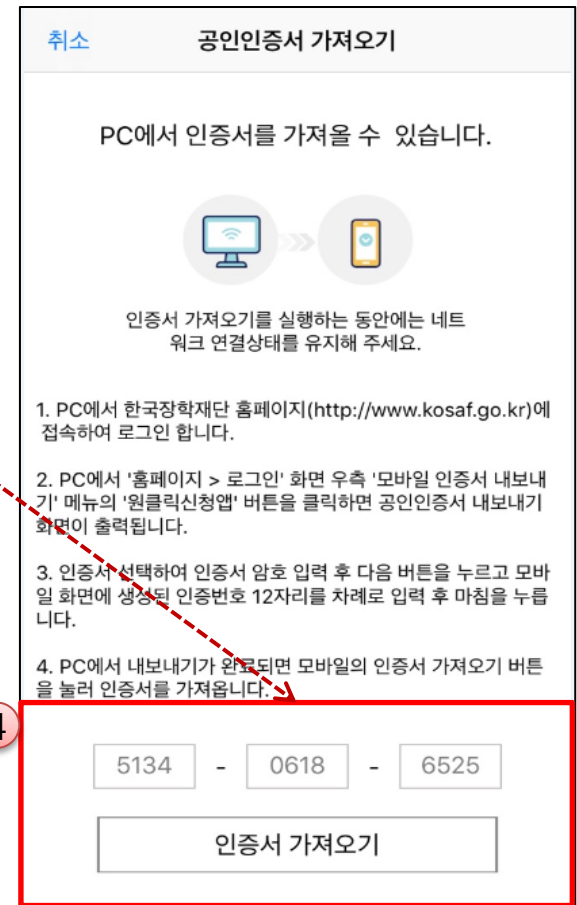 취소 공인인증서 가져오기
PC에서 인증서를 가져올 수 있습니다.
인증서 가져오기를 실행하는 동안에는 네트
워크 연결상태를 유지해 주세요.
1. PC에서 한국장학재단 홈페이지(http://www.kosaf.go.kr)에
접속하여 로그인 합니다.
2. PC에서 '홈페이지 > 로그인' 화면 우측 '모바일 인증서 내보내
기' 메뉴의 '원클릭신청앱' 버튼을 클릭하면 공인인증서 내보내기
화면이 출력됩니다.
3. 인증서 선택하여 인증서 암호 입력 후 다음 버튼을 누르고 모바
일 화면에 생성된 인증번호 12자리를 차례로 입력 후 마침을 누릅
니다.
4. PC에서 내보내기가 완료되면 모바일의 인증서 가져오기 버튼
을 눌러 인증서를 가져옵니다.
4
5134 - 0618 - 6525
인증서 가져오기